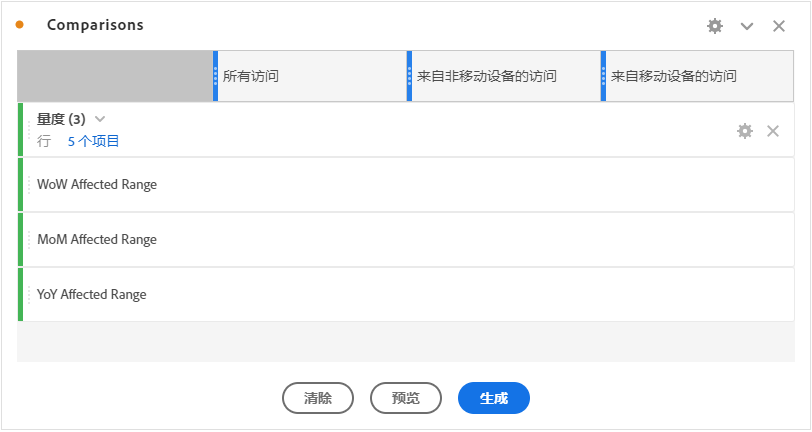 Comparisons
所有访问
来自非移动设备的访问
来自移动设备的访问
量度 (3)
行 5 个项目
WoW Affected Range
MoM Affected Range
YoY Affected Range
清除
预览
生成